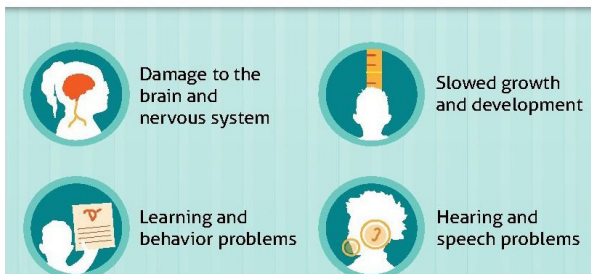 Damage to the
brain and
nervous system
Slowed growth
and development
Learning and
behavior problems
Hearing and
speech problems